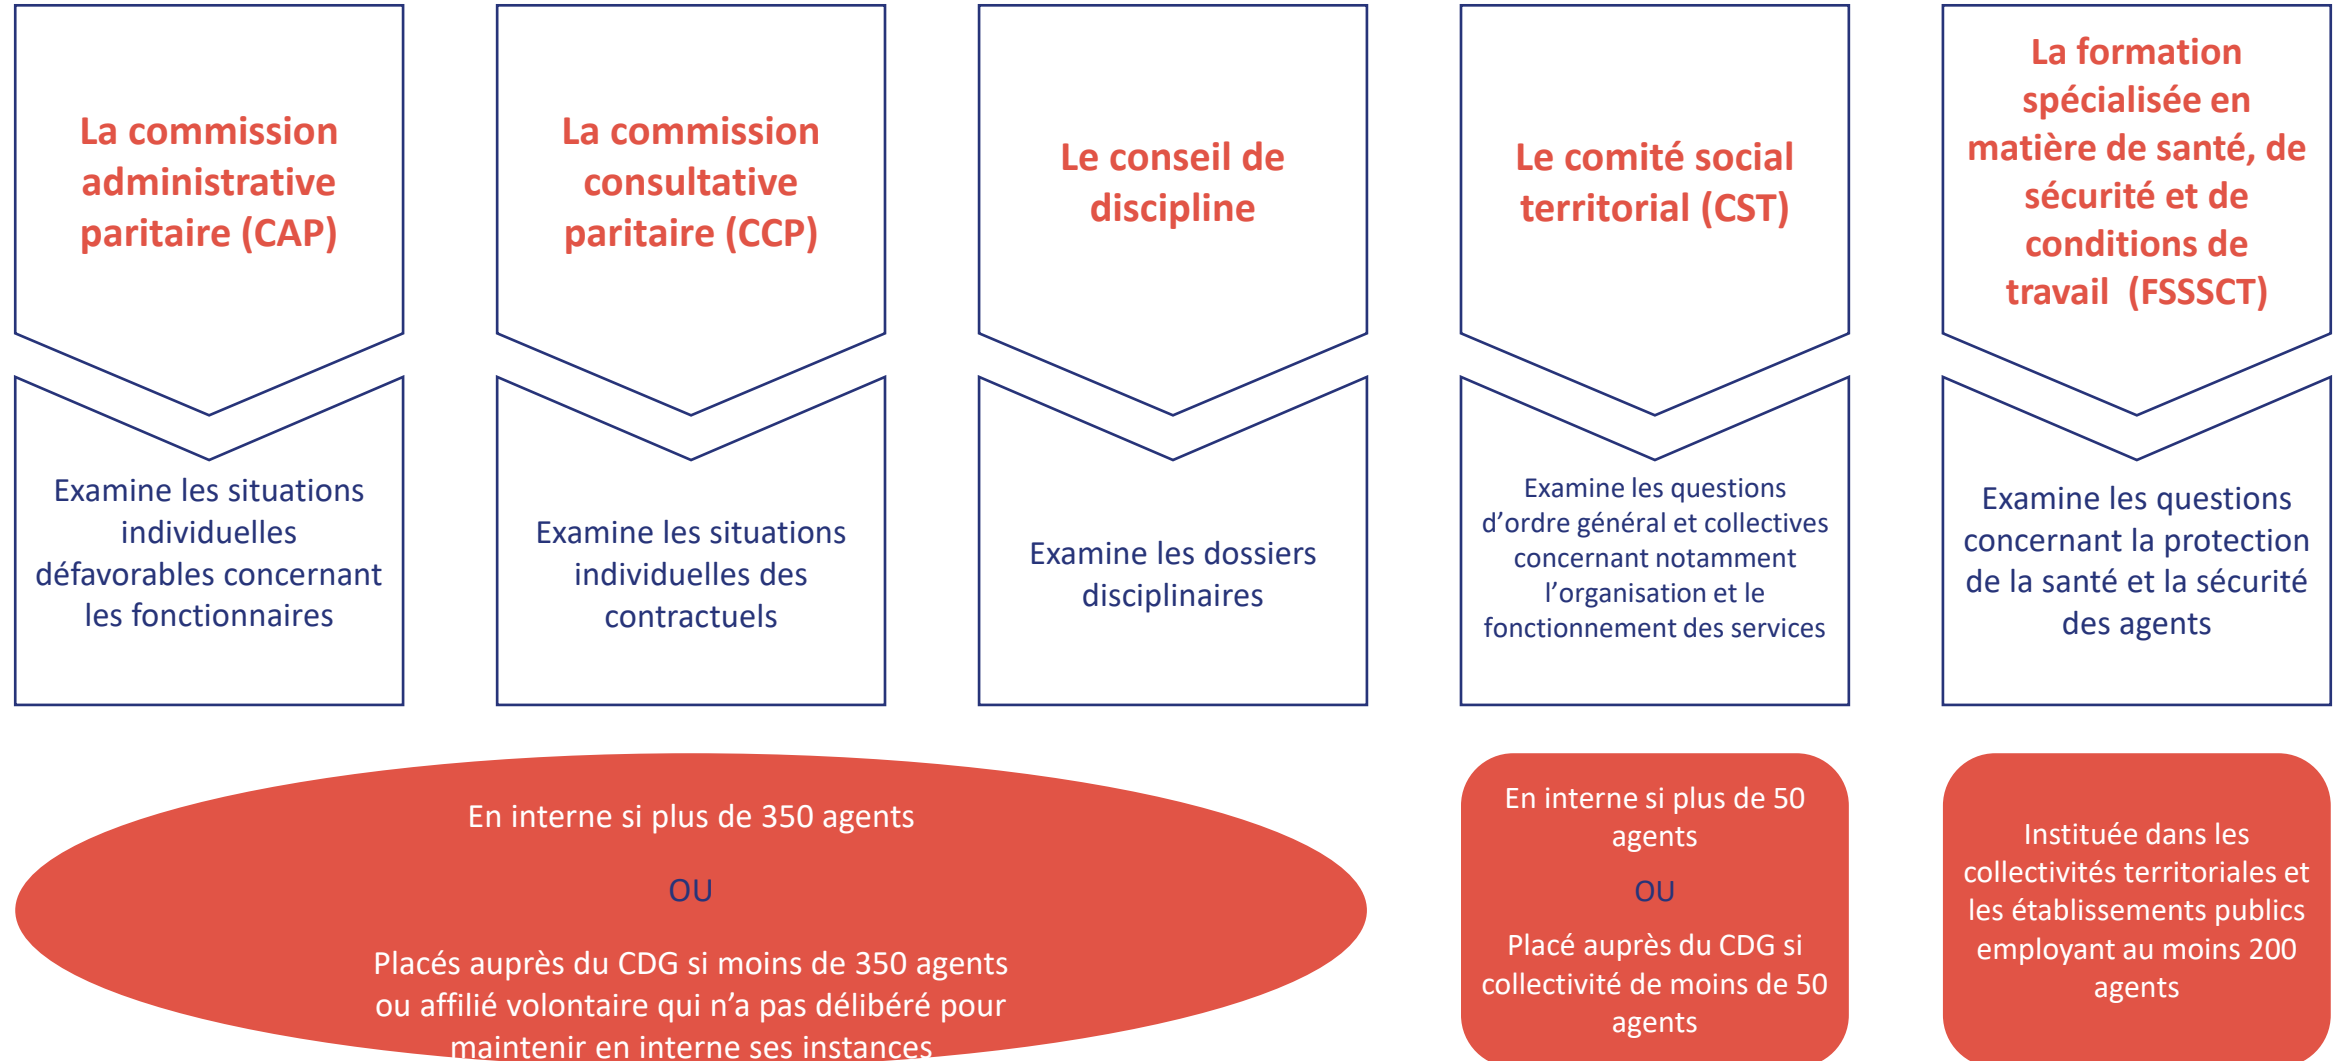 La commission
administrative
paritaire (CAP)
Examine les situations
individuelles
défavorables concernant
les fonctionnaires
La commission
consultative
paritaire (CCP)
Examine les situations
individuelles des
contractuels
Le conseil de
discipline
Examine les dossiers
disciplinaires
Le comité social
territorial (CST)
Examine les questions
d’ordre général et collectives
concernant notamment
l’organisation et le
fonctionnement des services
La formation
spécialisée en
matière de santé, de
sécurité et de
conditions de
travail (FSSSCT)
Examine les questions
concernant la protection
de la santé et la sécurité
des agents
En interne si plus de 350 agents
OU
Placés auprès du CDG si moins de 350 agents
ou affilié volontaire qui n’a pas délibéré pour
maintenir en interne ses instances
En interne si plus de 50
agents
OU
Placé auprès du CDG si
collectivité de moins de 50
agents
Instituée dans les
collectivités territoriales et
les établissements publics
employant au moins 200
agents